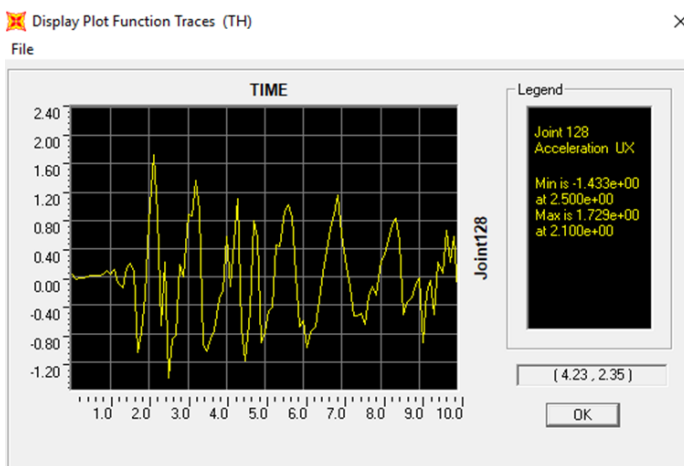 Display Plot Function Traces (TH)
File
TIME
2.40
2.00
1.60
1.20
0.80
0.40
0.00
-0.40
-0.80
-1.20
1.0 2.0 3.0 4.0 5.0 6.0 7.0 8.0 9.0 10.0
Joint128
Legend
Joint 128
Acceleration UX
Min is -1.433e+00
at 2.500e+00
Max is 1.729e+00
at 2.100e+00
( 4.23 , 2.35 )
OK